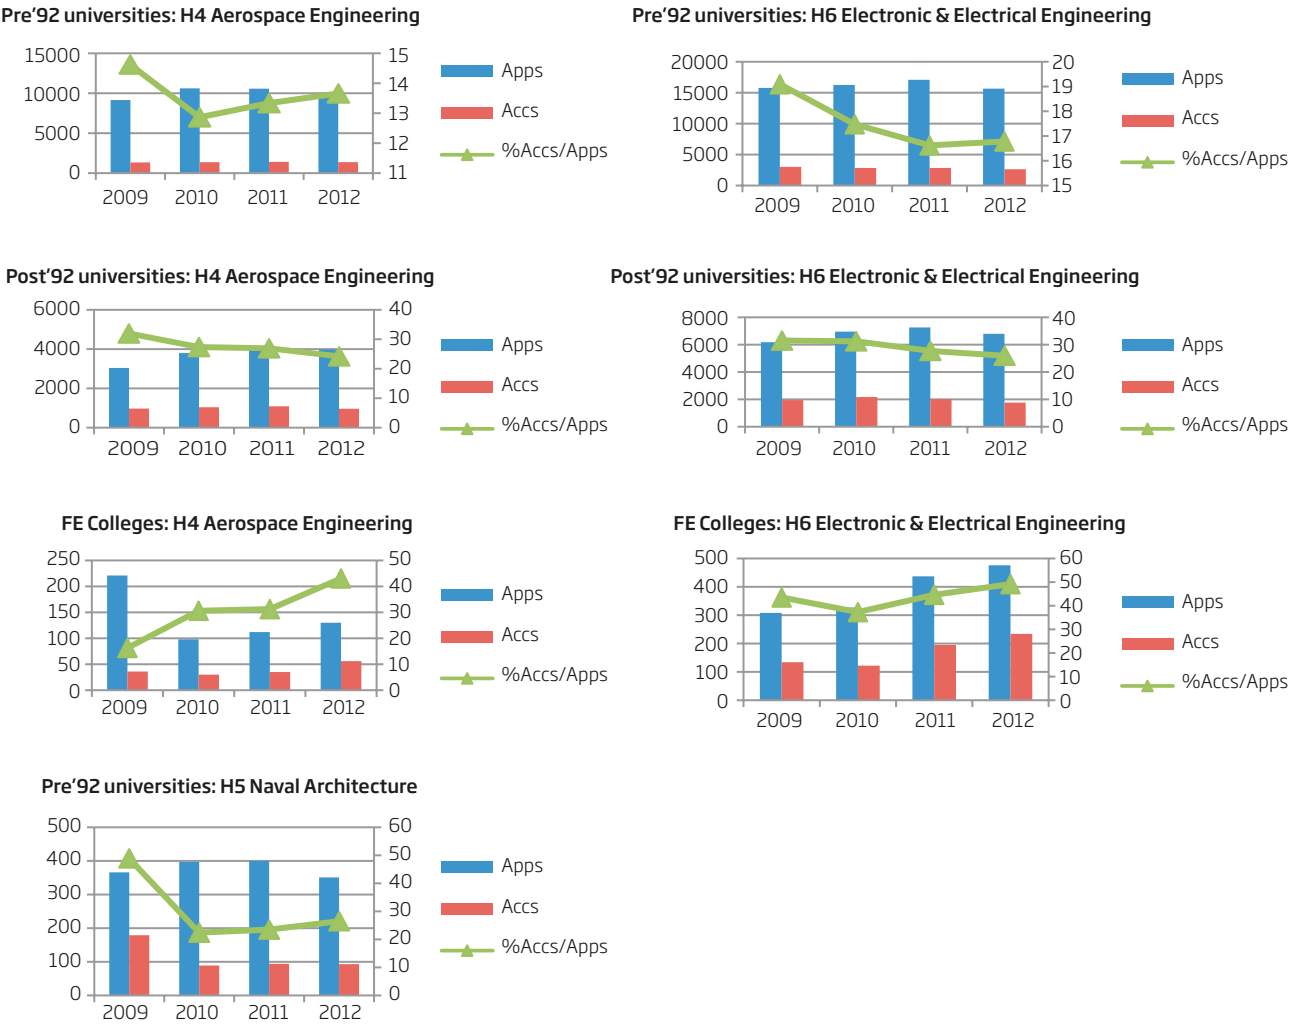 Pre'92 universities: H4 Aerospace Engineering
15000
10000
5000
0
15
14
13
12
11
2009 2010 2011 2012
Apps
Accs
%Accs/Apps
Pre'92 universities: H6 Electronic & Electrical Engineering
20000
15000
10000
5000
0
20
19
18
17
16
15
2009 2010 2011 2012
Apps
Accs
%Accs/Apps
Post'92 universities: H4 Aerospace Engineering
6000
4000
2000
0
40
30
20
10
0
2009 2010 2011 2012
Apps
Accs
%Accs/Apps
Post'92 universities: H6 Electronic & Electrical Engineering
8000
6000
4000
2000
0
40
30
20
10
0
2009 2010 2011 2012
Apps
Accs
%Accs/Apps
FE Colleges: H4 Aerospace Engineering
250
200
150
100
50
0
50
40
30
20
10
0
2009 2010 2011 2012
Apps
Accs
%Accs/Apps
FE Colleges: H6 Electronic & Electrical Engineering
500
400
300
200
100
0
60
50
40
30
20
10
0
2009 2010 2011 2012
Apps
Accs
%Accs/Apps
Pre'92 universities: H5 Naval Architecture
500
400
300
200
100
0
60
50
40
30
20
10
0
2009 2010 2011 2012
Apps
Accs
%Accs/Apps